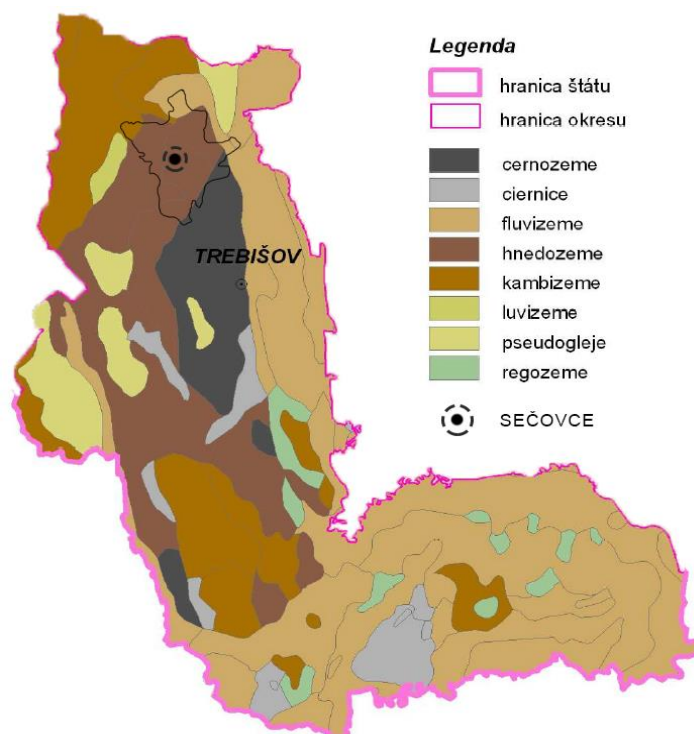 Legenda
hranica štátu
hranica okresu
cernozeme
ciernice
fluvizeme
hnedozeme
kambizeme
luvizeme
pseudogleje
regozeme
SEČOVCE
TREBIŠOV